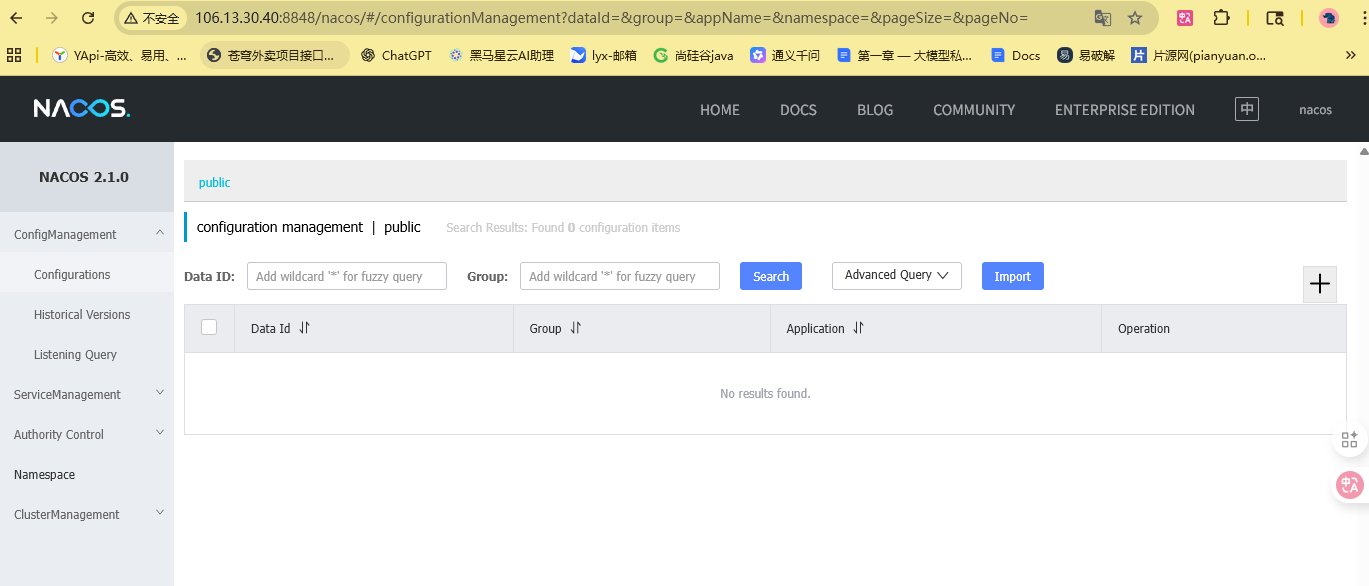 不安全 106.13.30.40:8848/nacos/#/configurationManagement?dataId=&group=&appName=&namespace=&pageSize=&pageNo=
YApi-高效、易用、... 苍穹外卖项目接口... ChatGPT 黑马星云AI助理 lyx-邮箱 尚硅谷java 通义千问 第一章 — 大模型私... Docs 易破解 片源网(pianyuan.o... »
NACOS. HOME DOCS BLOG COMMUNITY ENTERPRISE EDITION 中 nacos
NACOS 2.1.0
ConfigManagement
Configurations
Historical Versions
Listening Query
ServiceManagement
Authority Control
Namespace
ClusterManagement
public
configuration management | public Search Results: Found 0 configuration items
Data ID: Add wildcard '*' for fuzzy query Group: Add wildcard '*' for fuzzy query Search Advanced Query Import +
Data Id Group Application Operation
No results found.